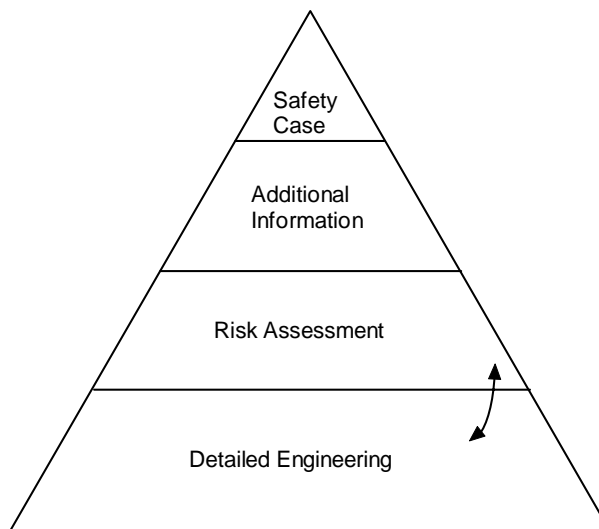 Safety
Case
Additional
Information
Risk Assessment
Detailed Engineering